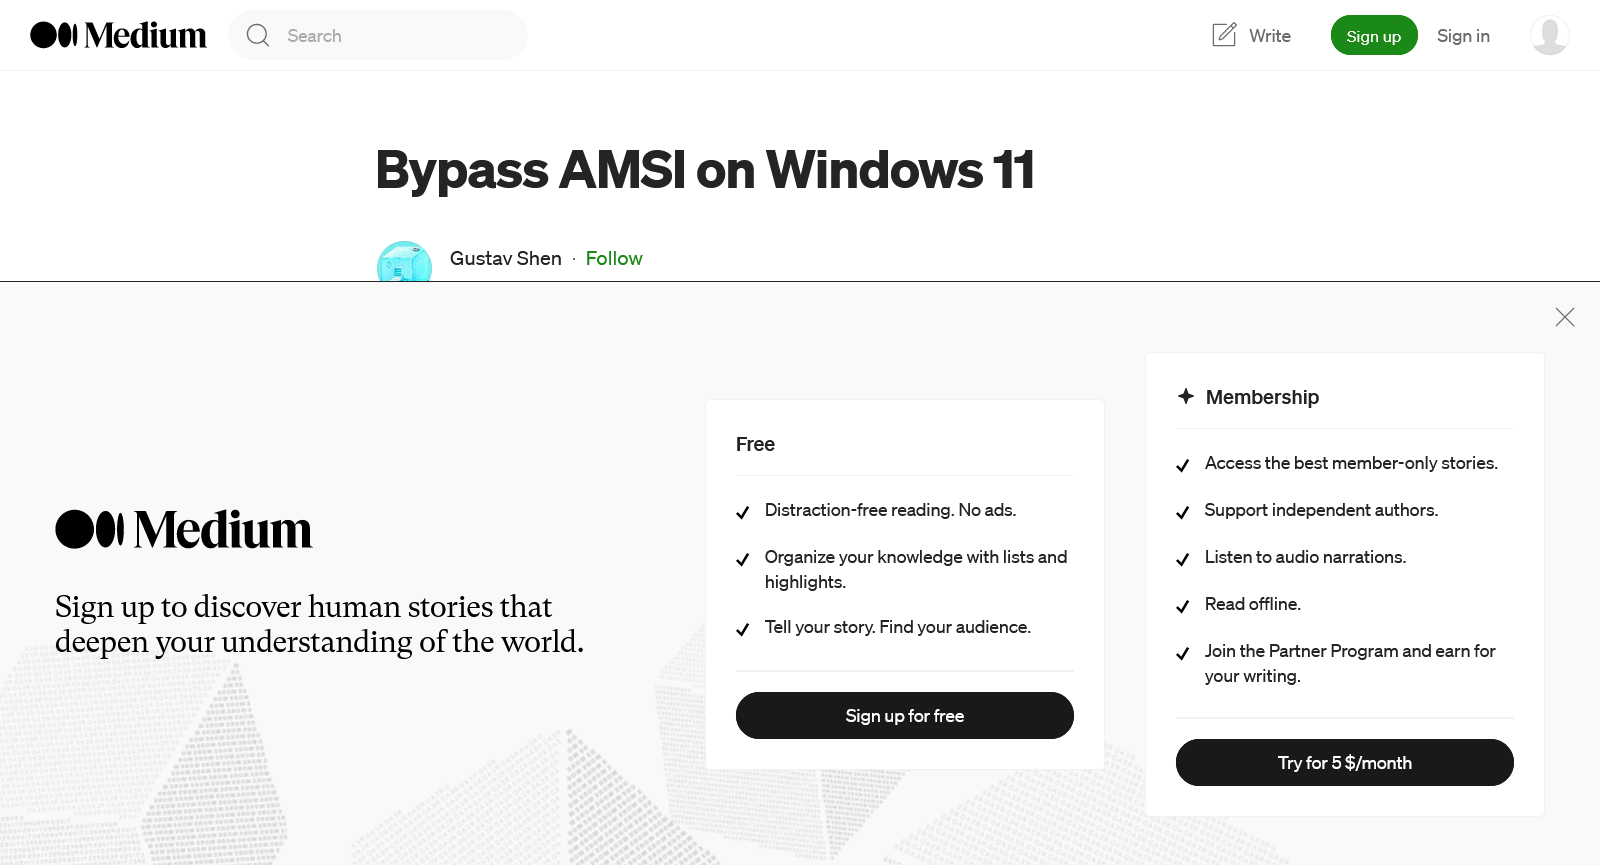 Medium
Search
Write
Sign up
Sign in
Bypass AMSI on Windows 11
Gustav Shen · Follow
Medium
Sign up to discover human stories that
deepen your understanding of the world.
Free
Distraction-free reading. No ads.
Organize your knowledge with lists and
highlights.
Tell your story. Find your audience.
Sign up for free
Membership
Access the best member-only stories.
Support independent authors.
Listen to audio narrations.
Read offline.
Join the Partner Program and earn for
your writing.
Try for 5 $/month